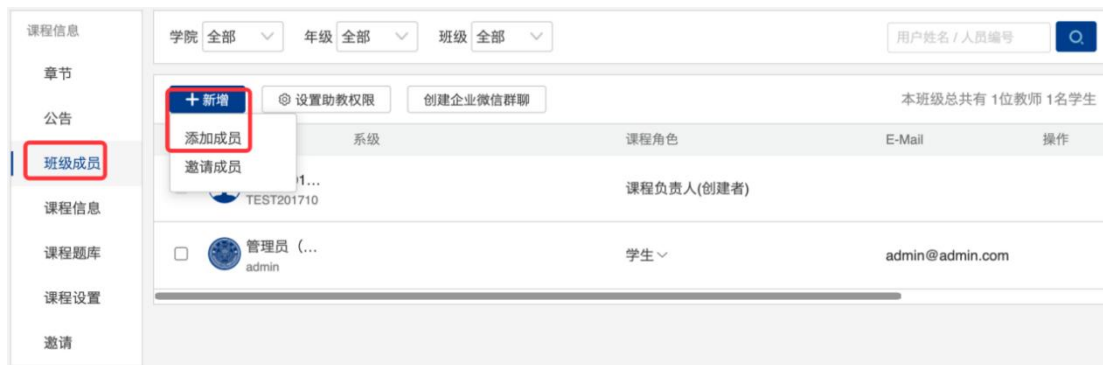 课程信息
章节
公告
班级成员
课程信息
课程题库
课程设置
邀请
学院 全部 年级 全部 班级 全部 用户姓名 / 人员编号
+ 新增 设置助教权限 创建企业微信群聊 本班级总共有 1位教师 1名学生
添加成员
邀请成员
系级 课程角色 E-Mail 操作
1...
TEST201710
课程负责人(创建者)
管理员（...
admin
学生
admin@admin.com